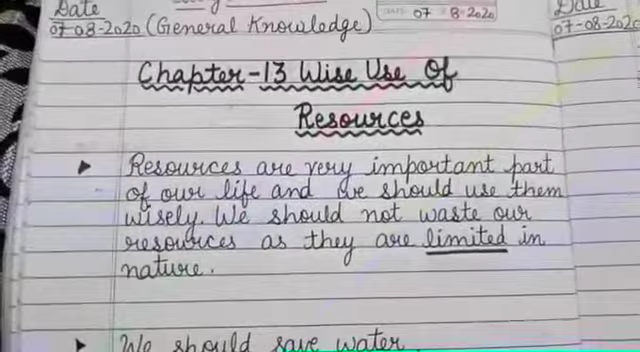 Date
07-08-2020 (General Knowledge)
07 8-2020
Date
07-08-2020
Chapter-13 Wise Use Of
Resources
Resources are very important part
of our life and we should use them
wisely. We should not waste our
resources as they are limited in
nature.
We should save water.